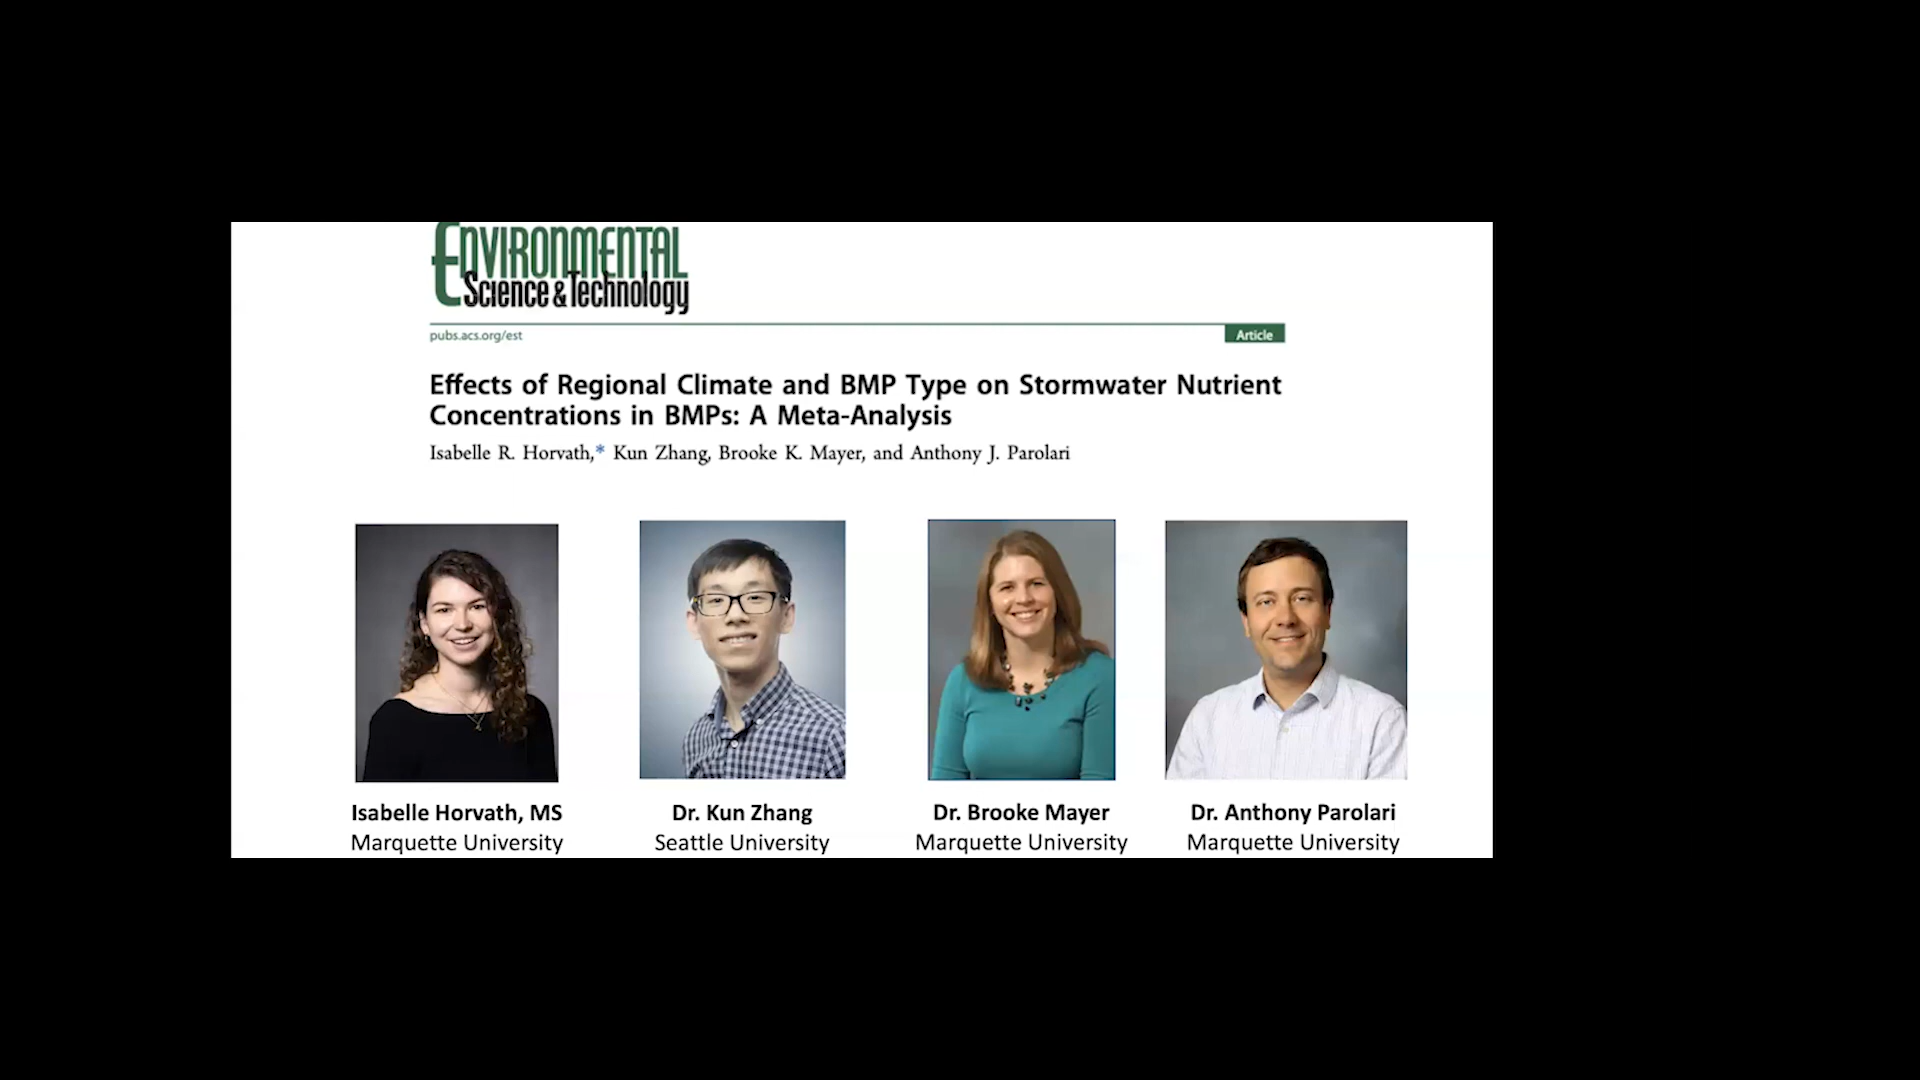 ENVIRONMENTAL
Science & Technology
pubs.acs.org/est
Article
Effects of Regional Climate and BMP Type on Stormwater Nutrient
Concentrations in BMPs: A Meta-Analysis
Isabelle R. Horvath,* Kun Zhang, Brooke K. Mayer, and Anthony J. Parolari
Isabelle Horvath, MS
Marquette University
Dr. Kun Zhang
Seattle University
Dr. Brooke Mayer
Marquette University
Dr. Anthony Parolari
Marquette University